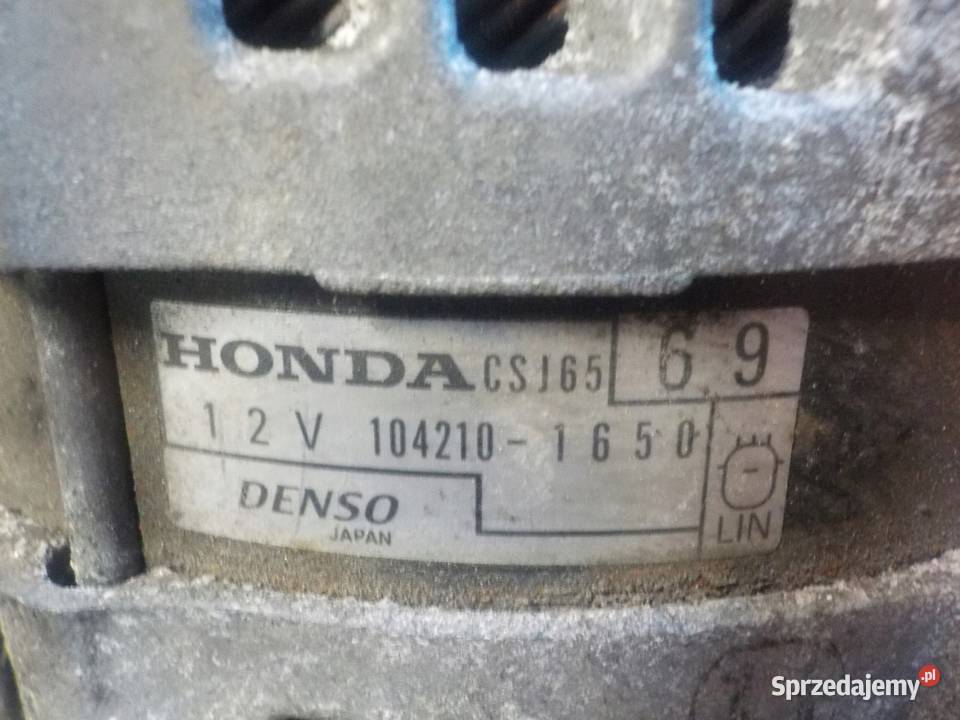 HONDA CSJ65 69
12V 104210-1650
DENSO
JAPAN
LIN
Sprzedajemy.pl